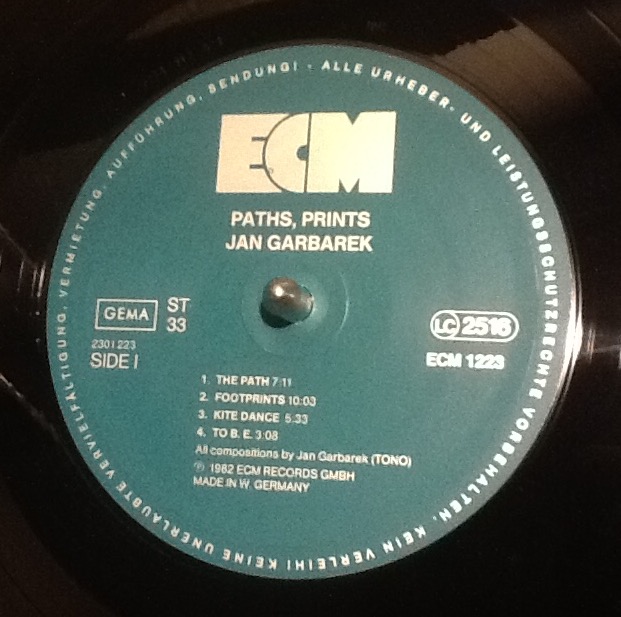 ALLE URHEBER- UND LEISTUNGSSCHUTZRECHTE VORBEHALTEN. KEIN VERLEIH! KEINE UNERLAUBTE VERVIELFÄLTIGUNG, VERMIETUNG, AUFFÜHRUNG, SENDUNG! -
ECM
PATHS, PRINTS
JAN GARBAREK
GEMA
ST
33
LC 2516
2301 223
SIDE I
ECM 1223
1. THE PATH 7:11
2. FOOTPRINTS 10:03
3. KITE DANCE 5:33
4. TO B. E. 3:08
All compositions by Jan Garbarek (TONO)
℗ 1982 ECM RECORDS GMBH
MADE IN W. GERMANY